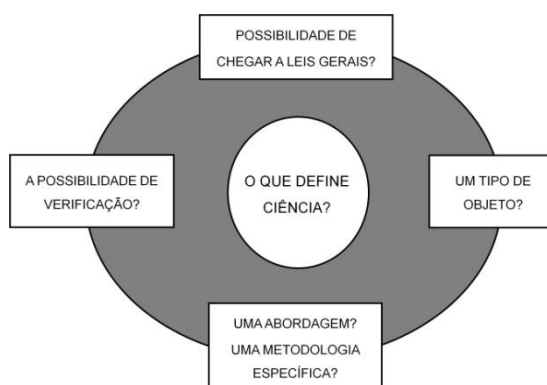 POSSIBILIDADE DE
CHEGAR A LEIS GERAIS?
A POSSIBILIDADE DE
VERIFICAÇÃO?
O QUE DEFINE
CIÊNCIA?
UM TIPO DE
OBJETO?
UMA ABORDAGEM?
UMA METODOLOGIA
ESPECÍFICA?